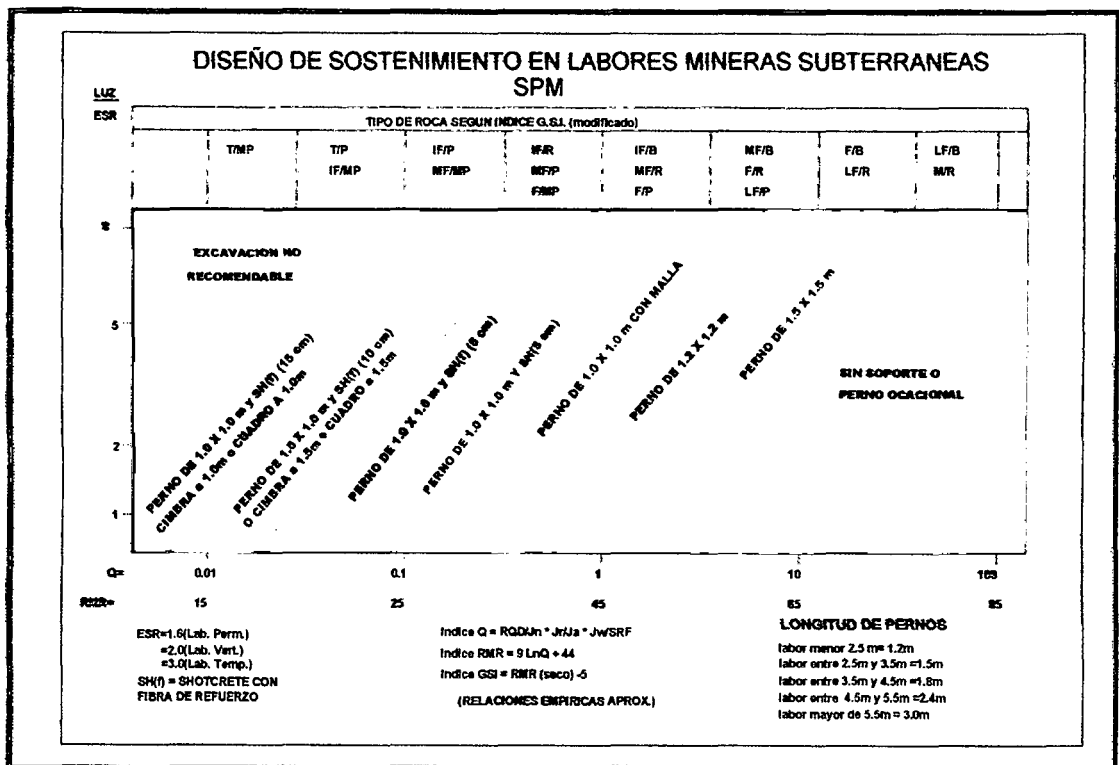 DISEÑO DE SOSTENIMIENTO EN LABORES MINERAS SUBTERRANEAS
SPM
LUZ
ESR
TIPO DE ROCA SEGUN INDICE G.S.I. (modificado)
T/MP T/P IF/P IF/R IF/B MF/B F/B LF/B
IF/MP MF/MP MF/P MF/R F/R LF/R M/R
F/MP F/P LF/P
EXCAVACION NO
RECOMENDABLE
5
2
1
PERNO DE 1.0 X 1.0 m y SH(f) (15 cm)
CIMBRA a 1.0m o CUADRO A 1.0m
PERNO DE 1.0 X 1.0 m y SH(f) (10 cm)
O CIMBRA a 1.5m o CUADRO a 1.5m
PERNO DE 1.0 X 1.0 m y SH(f) (5 cm)
PERNO DE 1.0 X 1.0 m Y SH(5 cm)
PERNO DE 1.0 X 1.0 m CON MALLA
PERNO DE 1.2 X 1.2 m
PERNO DE 1.5 X 1.5 m
SIN SOPORTE O
PERNO OCACIONAL
Q= 0.01 0.1 1 10
RMR= 15 25 45 65 85
ESR=1.6(Lab. Perm.)
=2.0(Lab. Vert.)
=3.0(Lab. Temp.)
SH(f) = SHOTCRETE CON
FIBRA DE REFUERZO
Indice Q = RQD/Jn * Jr/Ja * Jw/SRF
Indice RMR = 9 LnQ + 44
Indice GSI = RMR (seco) -5
(RELACIONES EMPIRICAS APROX.)
LONGITUD DE PERNOS
labor menor 2.5 m= 1.2m
labor entre 2.5m y 3.5m =1.5m
labor entre 3.5m y 4.5m =1.8m
labor entre 4.5m y 5.5m =2.4m
labor mayor de 5.5m = 3.0m